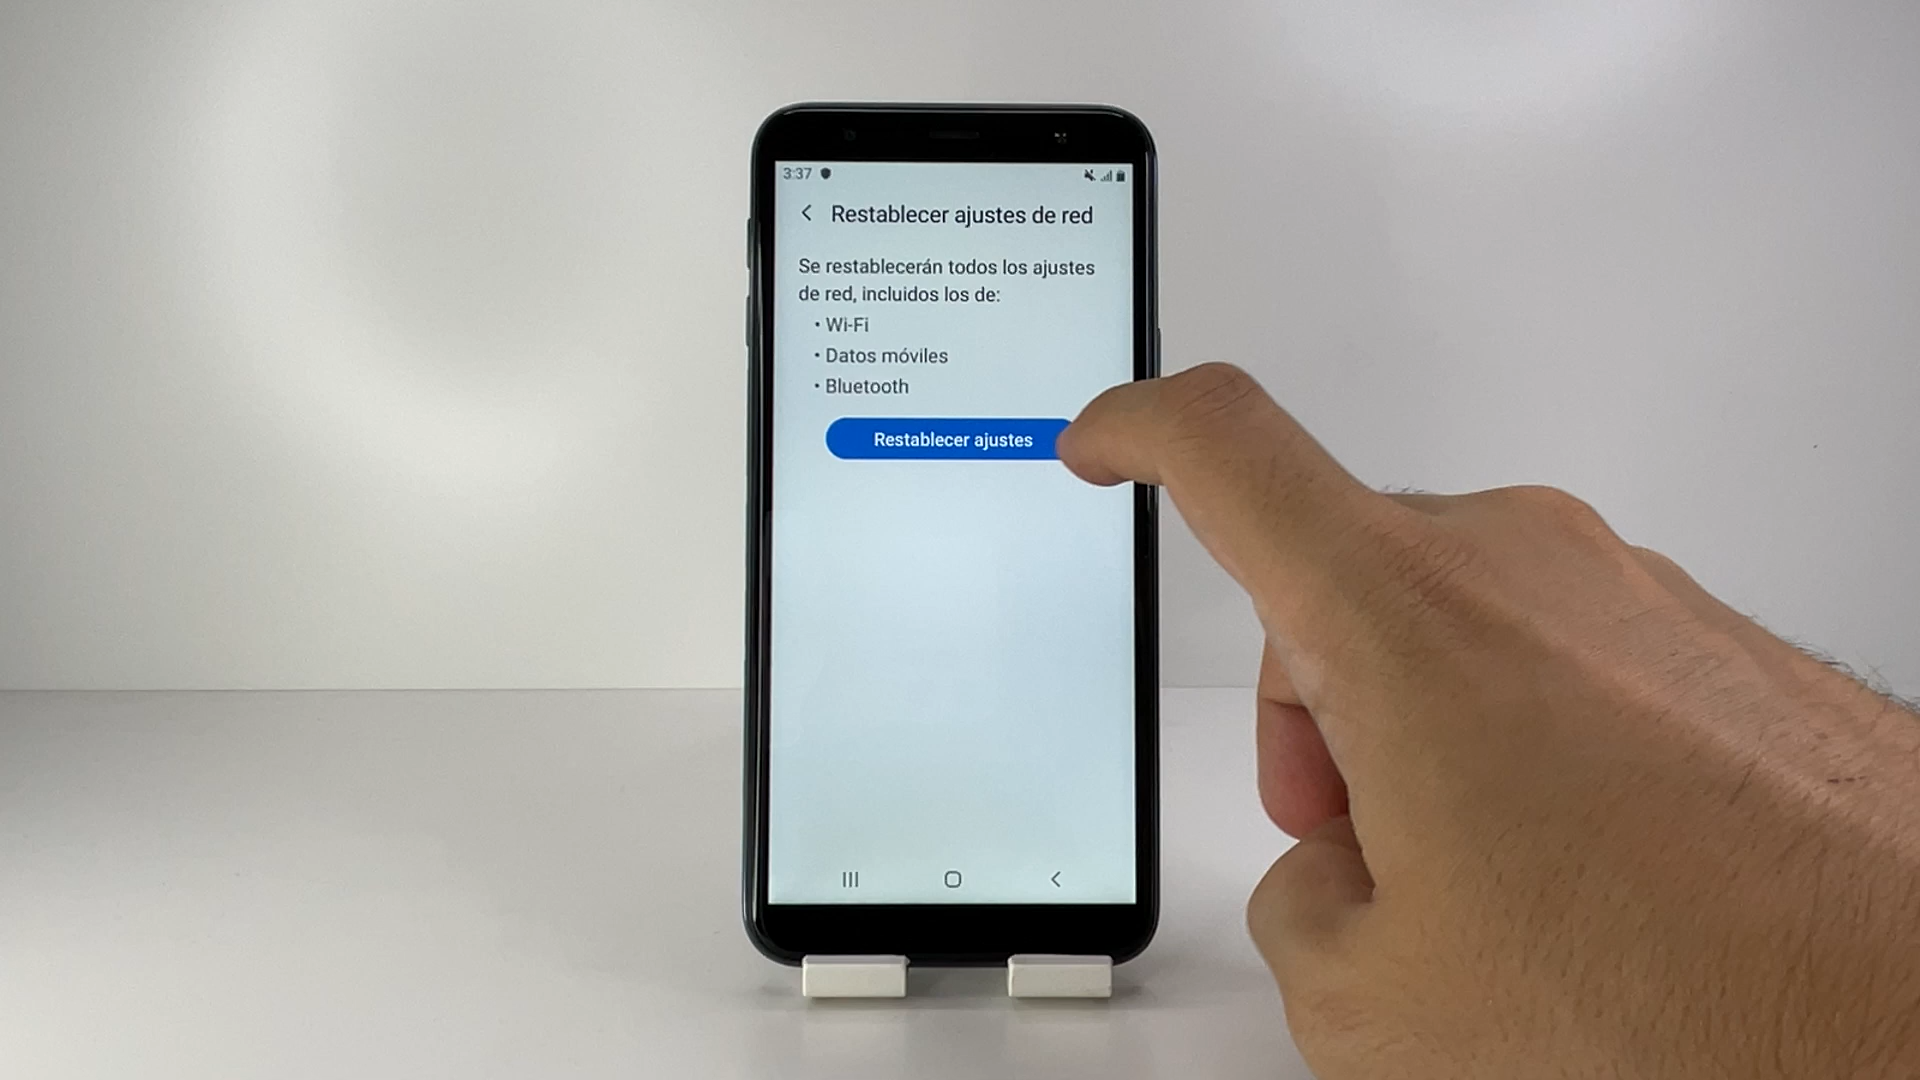 3:37
Restablecer ajustes de red
Se restablecerán todos los ajustes
de red, incluidos los de:
• Wi-Fi
• Datos móviles
• Bluetooth
Restablecer ajustes